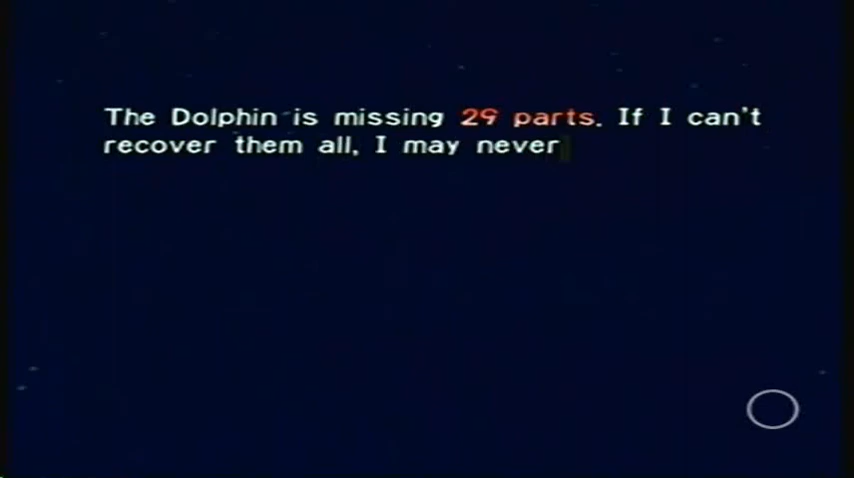 The Dolphin is missing 29 parts. If I can't
recover them all, I may never